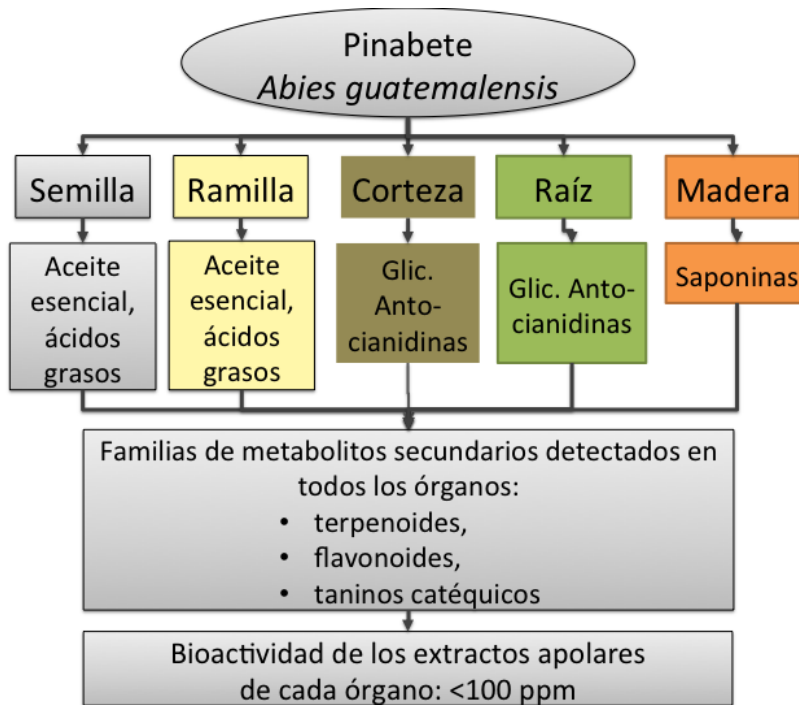 Pinabete
Abies guatemalensis
Semilla
Ramilla
Corteza
Raíz
Madera
Aceite
esencial,
ácidos
grasos
Aceite
esencial,
ácidos
grasos
Glic.
Anto-
cianidinas
Glic. Anto-
cianidinas
Saponinas
Familias de metabolitos secundarios detectados en
todos los órganos:
• terpenoides,
• flavonoides,
• taninos catéquicos
Bioactividad de los extractos apolares
de cada órgano: <100 ppm